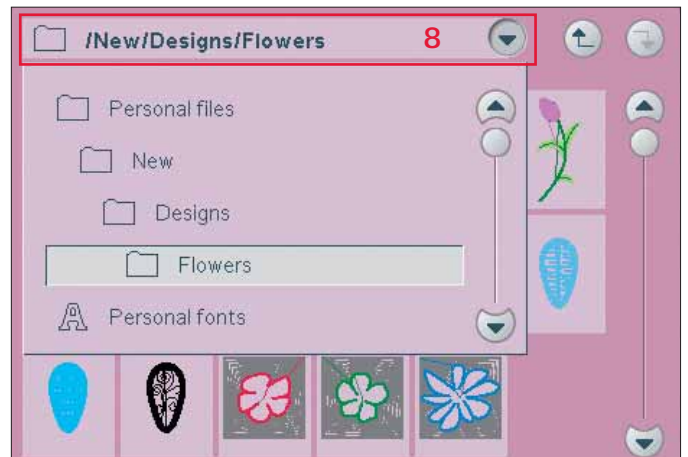 /New/Designs/Flowers 8
Personal files
New
Designs
Flowers
Personal fonts